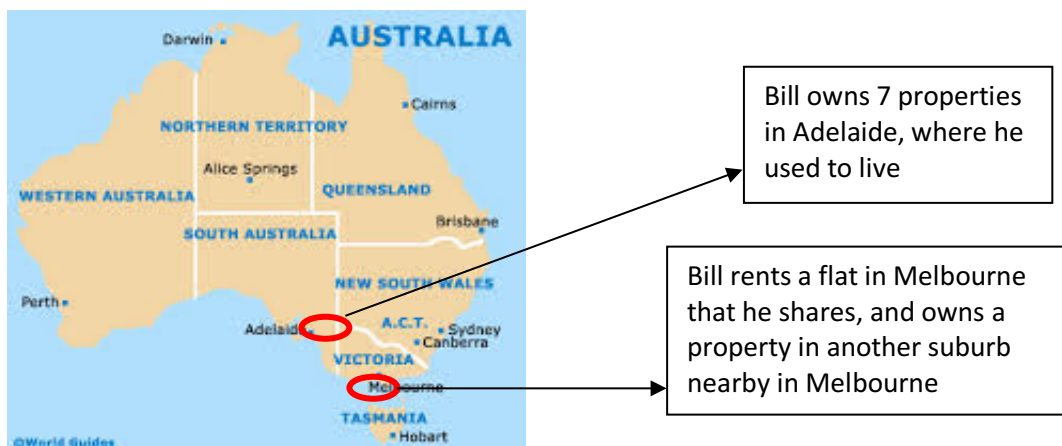 AUSTRALIA
Darwin
Cairns
NORTHERN TERRITORY
Alice Springs
WESTERN AUSTRALIA
QUEENSLAND
Brisbane
SOUTH AUSTRALIA
NEW SOUTH WALES
Perth
Adelaide
A.C.T.
Sydney
Canberra
VICTORIA
Melbourne
TASMANIA
Hobart
©World Guides
Bill owns 7 properties
in Adelaide, where he
used to live
Bill rents a flat in Melbourne
that he shares, and owns a
property in another suburb
nearby in Melbourne